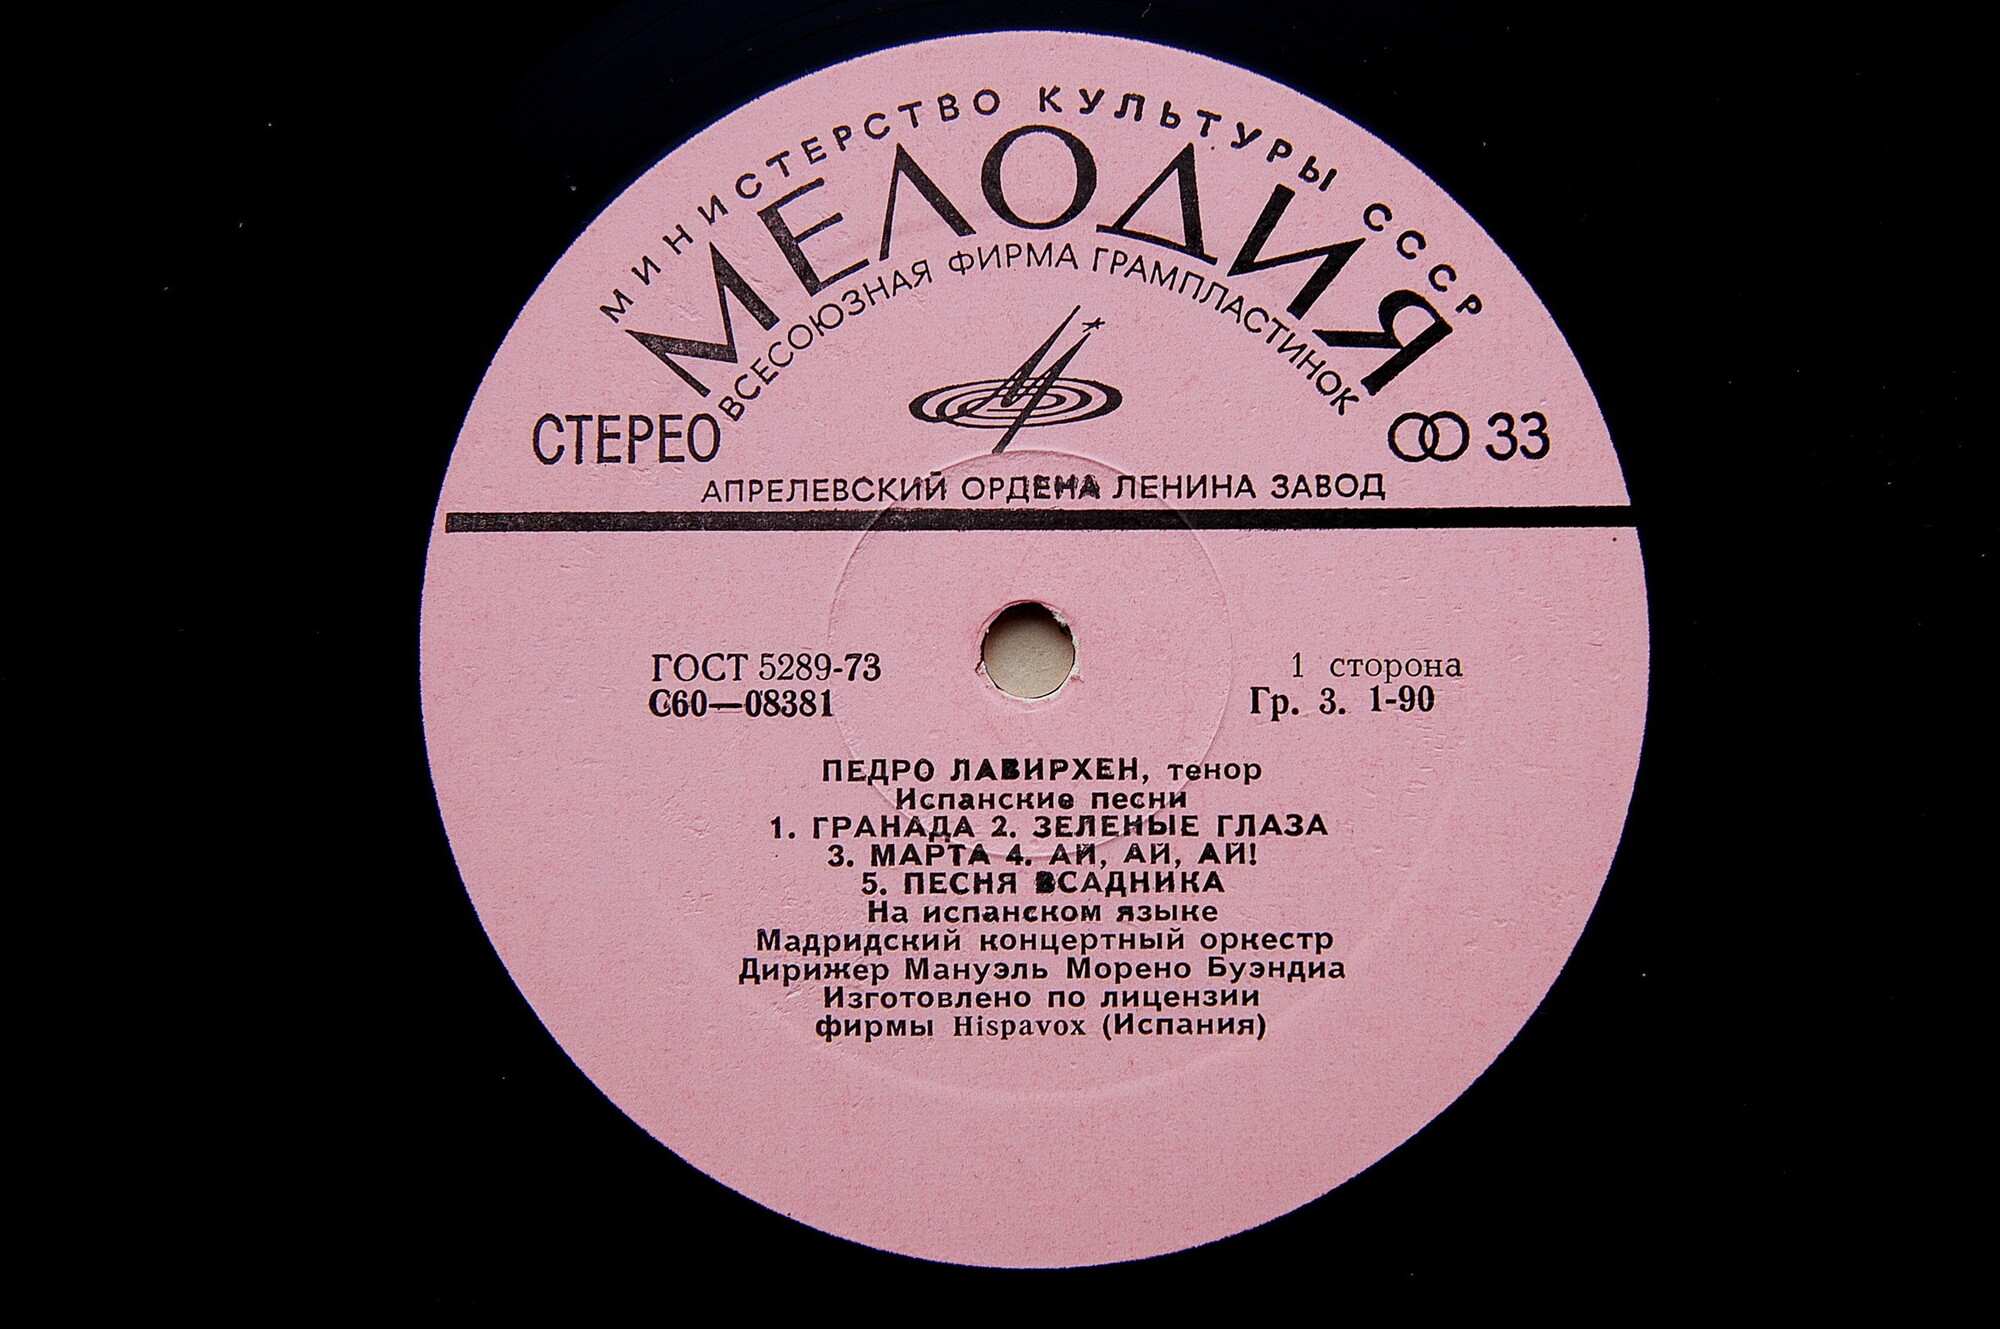 МИНИСТЕРСТВО КУЛЬТУРЫ СССР
МЕЛОДИЯ
ВСЕСОЮЗНАЯ ФИРМА ГРАМПЛАСТИНОК
СТЕРЕО
33
АПРЕЛЕВСКИЙ ОРДЕНА ЛЕНИНА ЗАВОД
ГОСТ 5289-73
1 сторона
С60—08381
Гр. 3. 1-90
ПЕДРО ЛАВИРХЕН, тенор
Испанские песни
1. ГРАНАДА 2. ЗЕЛЕНЫЕ ГЛАЗА
3. МАРТА 4. АЙ, АЙ, АЙ!
5. ПЕСНЯ ВСАДНИКА
На испанском языке
Мадридский концертный оркестр
Дирижер Мануэль Морено Буэндиа
Изготовлено по лицензии
фирмы Hispavox (Испания)